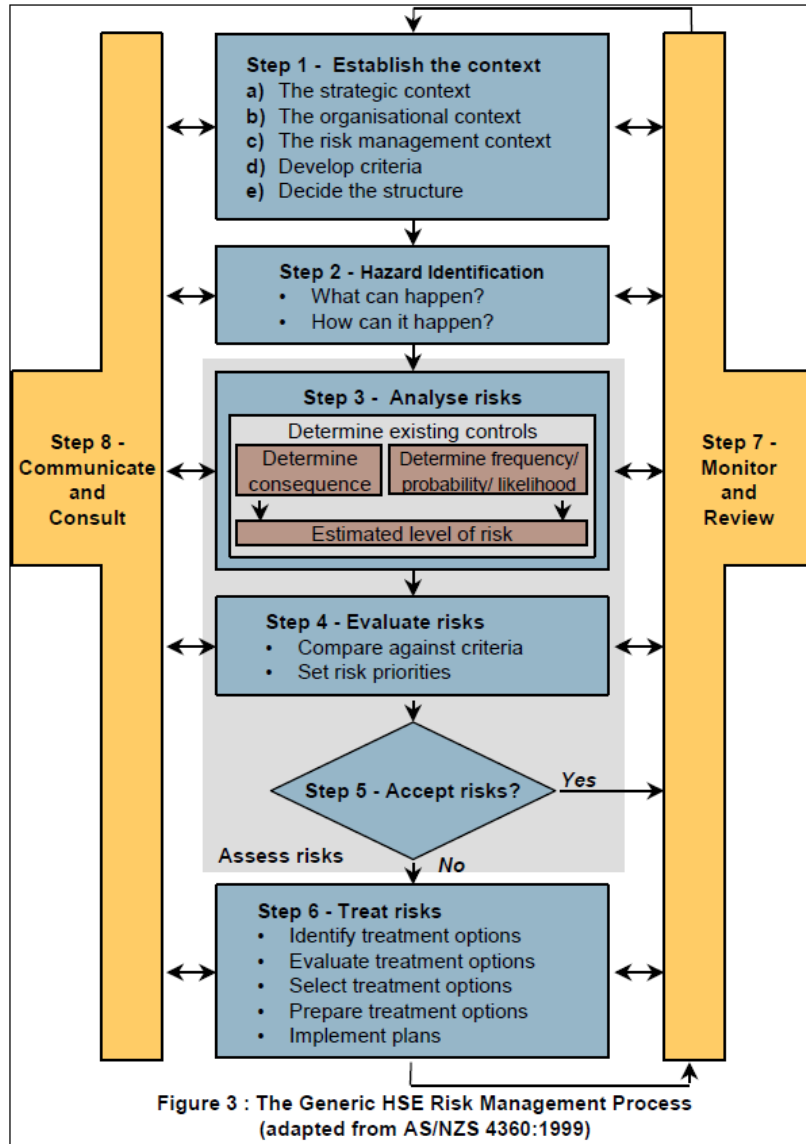 Step 1 - Establish the context
a) The strategic context
b) The organisational context
c) The risk management context
d) Develop criteria
e) Decide the structure
Step 2 - Hazard Identification
• What can happen?
• How can it happen?
Step 3 - Analyse risks
Determine existing controls
Determine
consequence
Determine frequency/
probability/ likelihood
Estimated level of risk
Step 8 -
Communicate
and
Consult
Step 7 -
Monitor
and
Review
Step 4 - Evaluate risks
• Compare against criteria
• Set risk priorities
Step 5 - Accept risks?
Yes
Assess risks
No
Step 6 - Treat risks
• Identify treatment options
• Evaluate treatment options
• Select treatment options
• Prepare treatment options
• Implement plans
Figure 3 : The Generic HSE Risk Management Process
(adapted from AS/NZS 4360:1999)